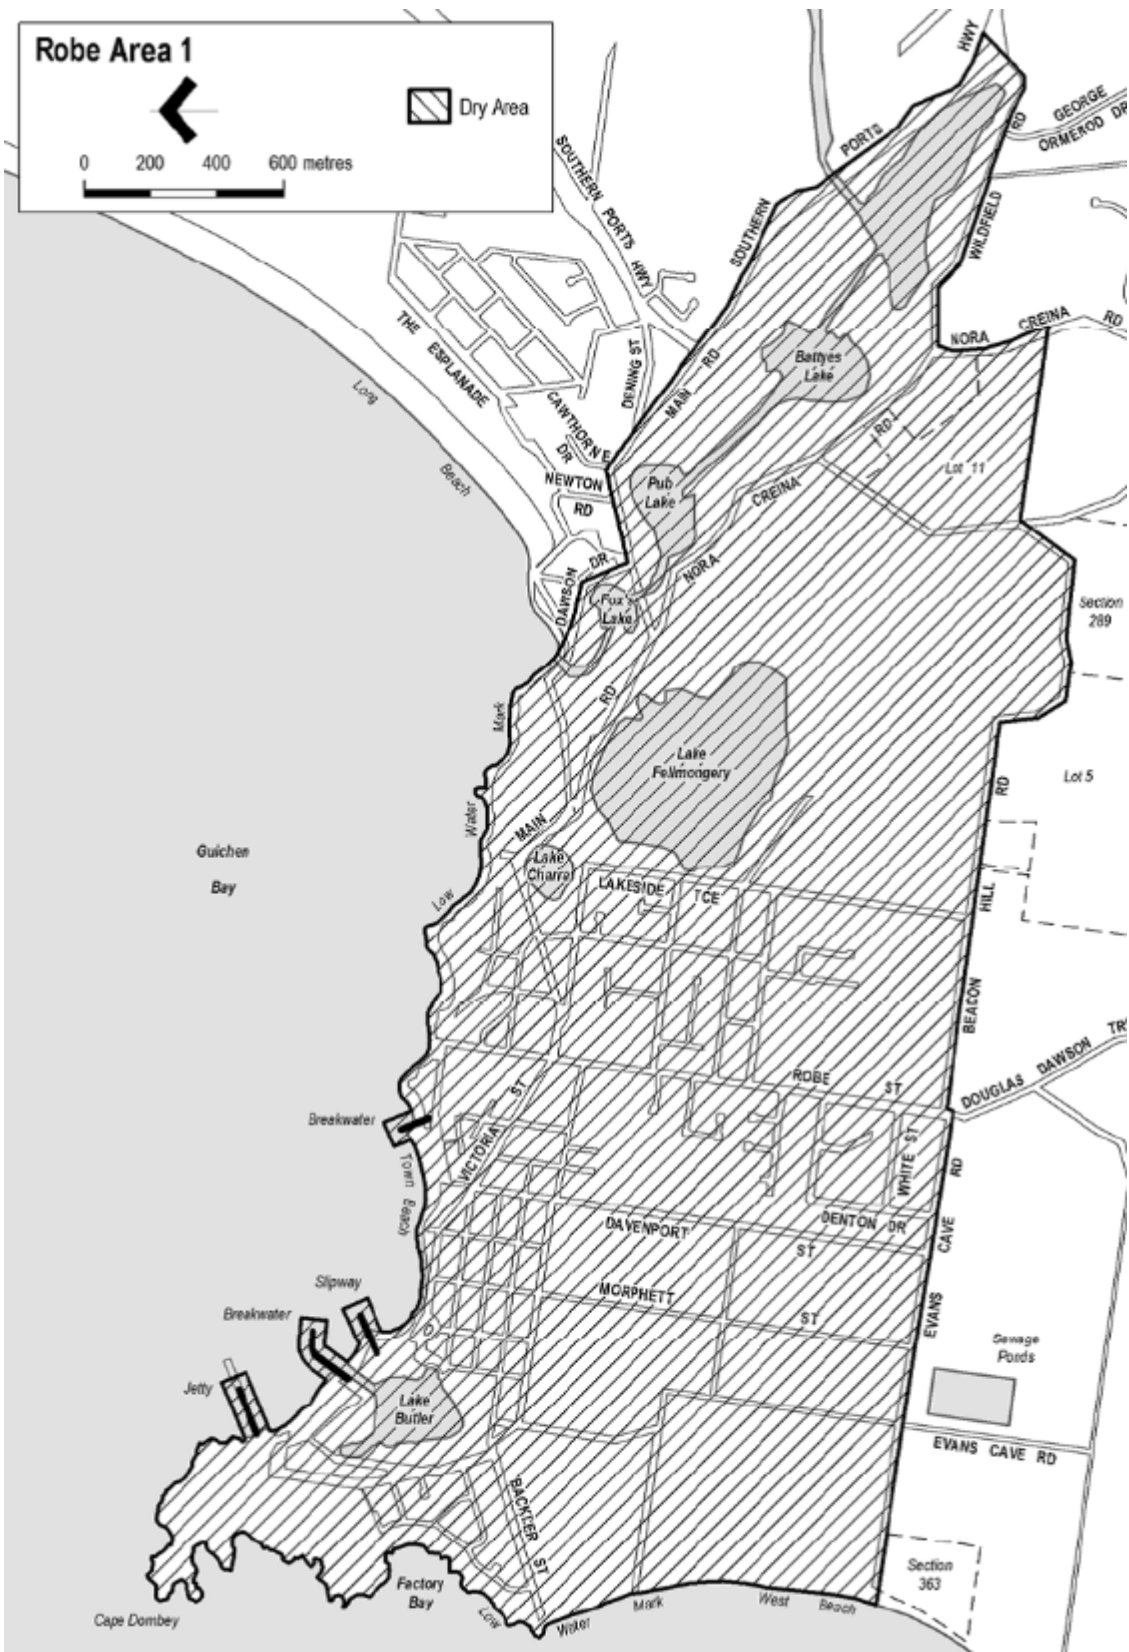 Robe Area 1
Dry Area
0 200 400 600 metres
HWY
PORTS
SOUTHERN
RD
GEORGE
ORMEROD DR
WILDFIELD
SOUTHERN PORTS HWY
THE ESPLANADE
Long
Beach
DENING ST
CAWTHORNE
DR
MAIN
RD
NORA
CREINA
RD
Battyes
Lake
RD
Lot 11
NEWTON
RD
Pub
Lake
CREINA
NORA
DAWSON
DR
Fox's
Lake
Section
289
RD
Mark
Lake
Fellmongery
Lot 5
RD
Water
MAIN
Guichen
Bay
Lake
Charra
LAKESIDE TCE
HILL
Low
BEACON
ROBE ST
DOUGLAS DAWSON TR
Breakwater
VICTORIA
ST
WHITE ST
RD
Town Beach
DAVENPORT
ST
DENTON DR
CAVE
Slipway
MORPHETT
ST
EVANS
Breakwater
Sewage
Ponds
Jetty
Lake
Butler
EVANS CAVE RD
BACKLER
ST
Section
363
Factory
Bay
Cape Dombey
Low
Water
Mark
West
Beach